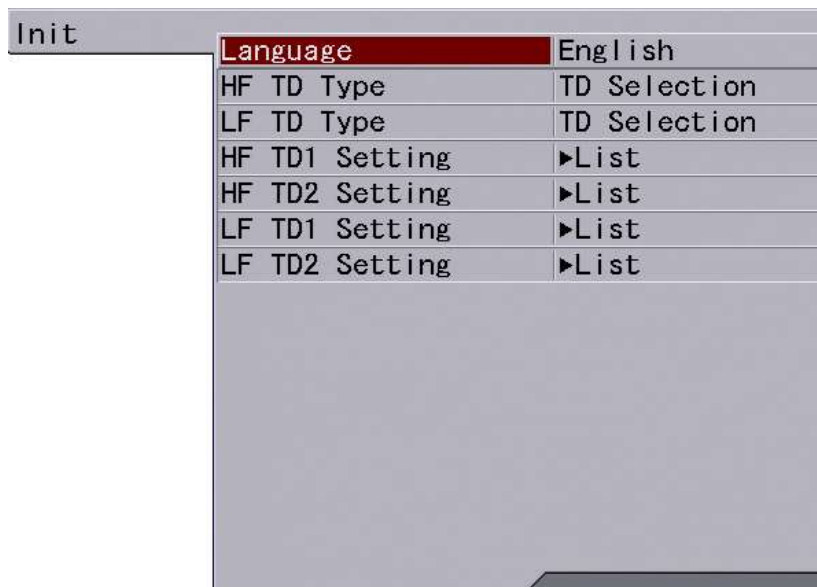 Init
Language English
HF TD Type TD Selection
LF TD Type TD Selection
HF TD1 Setting ▶List
HF TD2 Setting ▶List
LF TD1 Setting ▶List
LF TD2 Setting ▶List